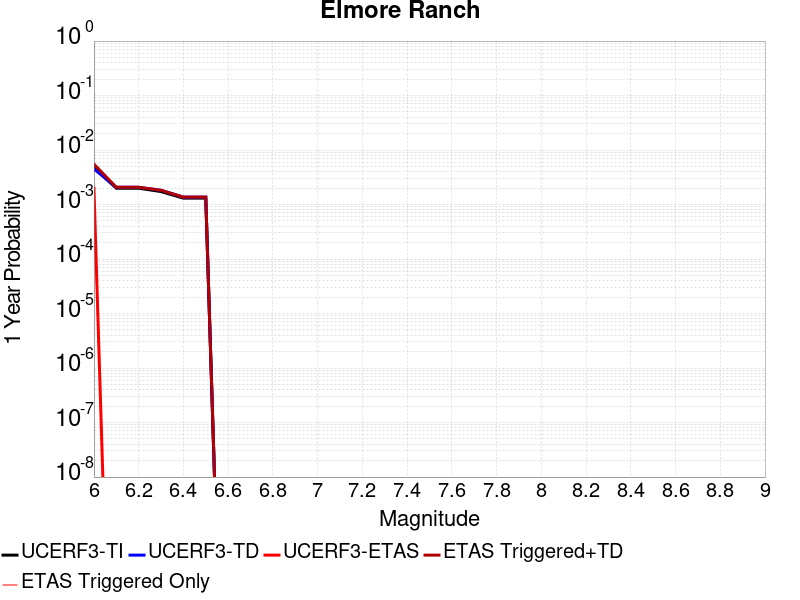 Elmore Ranch
1 Year Probability
10^0
10^-1
10^-2
10^-3
10^-4
10^-5
10^-6
10^-7
10^-8
6 6.2 6.4 6.6 6.8 7 7.2 7.4 7.6 7.8 8 8.2 8.4 8.6 8.8 9
Magnitude
UCERF3-TI UCERF3-TD UCERF3-ETAS ETAS Triggered+TD
ETAS Triggered Only